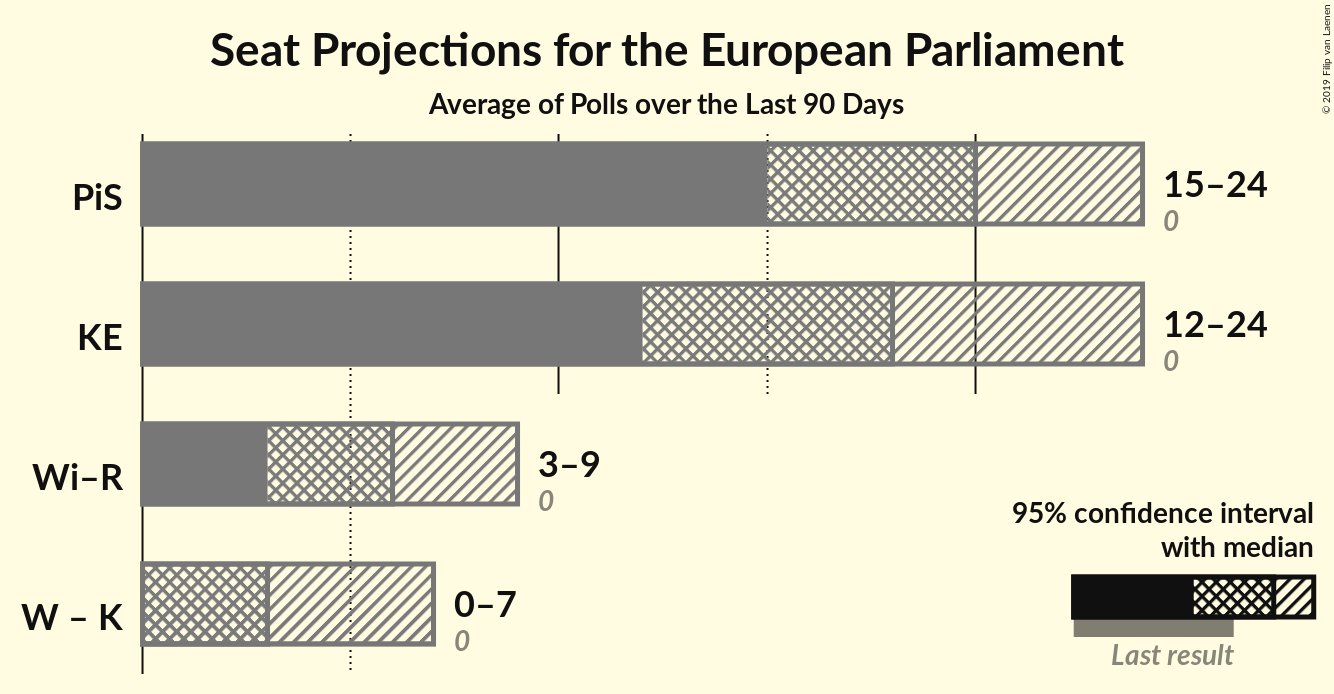 Seat Projections for the European Parliament
Average of Polls over the Last 90 Days
© 2019 Filip van Laenen
PiS
15–24
0
KE
12–24
0
Wi–R
3–9
0
W – K
0–7
0
95% confidence interval
with median
Last result